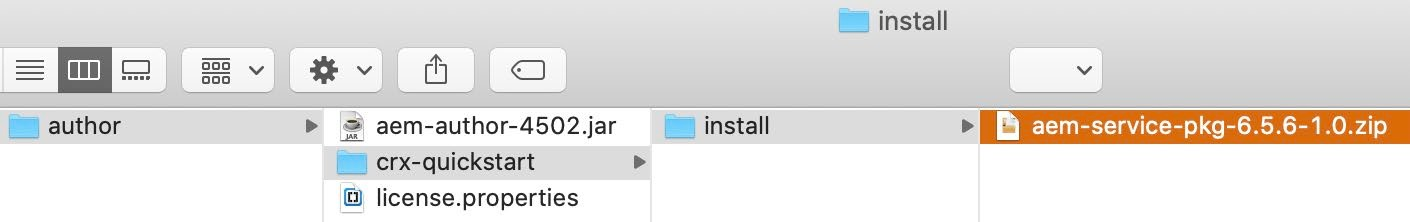 install
author
aem-author-4502.jar
install
aem-service-pkg-6.5.6-1.0.zip
JAR
crx-quickstart
license.properties